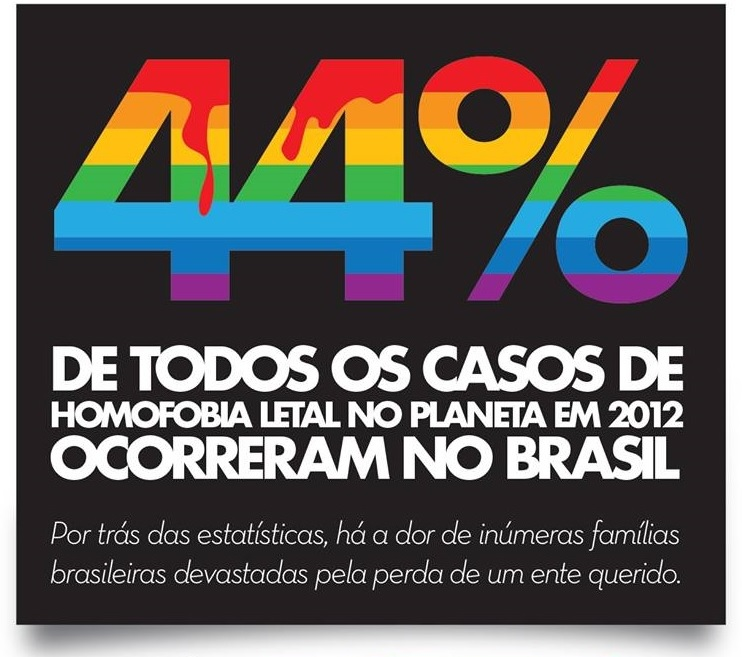 44%
DE TODOS OS CASOS DE
HOMOFOBIA LETAL NO PLANETA EM 2012
OCORRERAM NO BRASIL
Por trás das estatísticas, há a dor de inúmeras famílias
brasileiras devastadas pela perda de um ente querido.